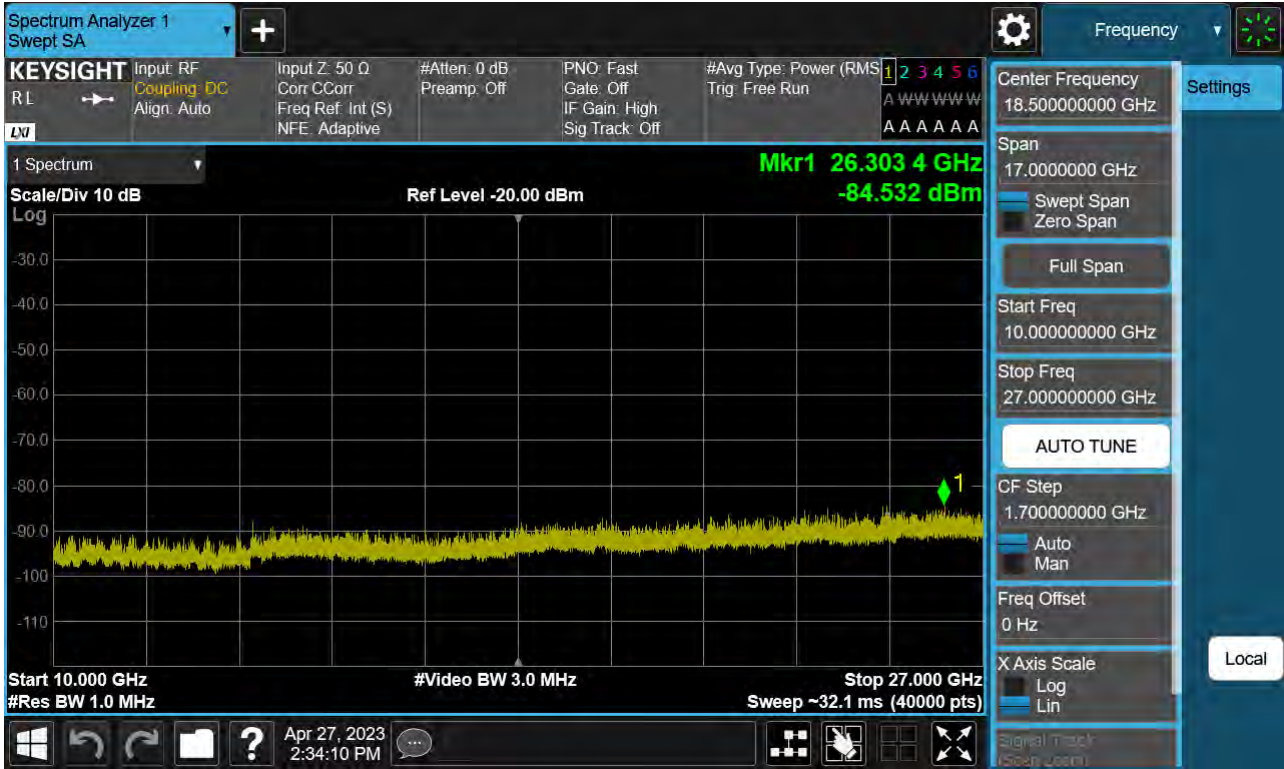 Spectrum Analyzer 1
Swept SA
Frequency
KEYSIGHT
R L
LXI
Input: RF
Coupling: DC
Align: Auto
Input Z: 50 Ω
Corr CCorr
Freq Ref: Int (S)
NFE: Adaptive
#Atten: 0 dB
Preamp: Off
PNO: Fast
Gate: Off
IF Gain: High
Sig Track: Off
#Avg Type: Power (RMS
Trig: Free Run
1 2 3 4 5 6
A W W W W W
A A A A A A
1 Spectrum
Scale/Div 10 dB
Ref Level -20.00 dBm
Mkr1 26.303 4 GHz
-84.532 dBm
Log
-30.0
-40.0
-50.0
-60.0
-70.0
-80.0
-90.0
-100
-110
1
Start 10.000 GHz
#Video BW 3.0 MHz
Stop 27.000 GHz
#Res BW 1.0 MHz
Sweep ~32.1 ms (40000 pts)
Center Frequency
18.500000000 GHz
Settings
Span
17.0000000 GHz
Swept Span
Zero Span
Full Span
Start Freq
10.000000000 GHz
Stop Freq
27.000000000 GHz
AUTO TUNE
CF Step
1.700000000 GHz
Auto
Man
Freq Offset
0 Hz
X Axis Scale
Log
Lin
Local
Signal Track
(Span Zoom)
?
Apr 27, 2023
2:34:10 PM